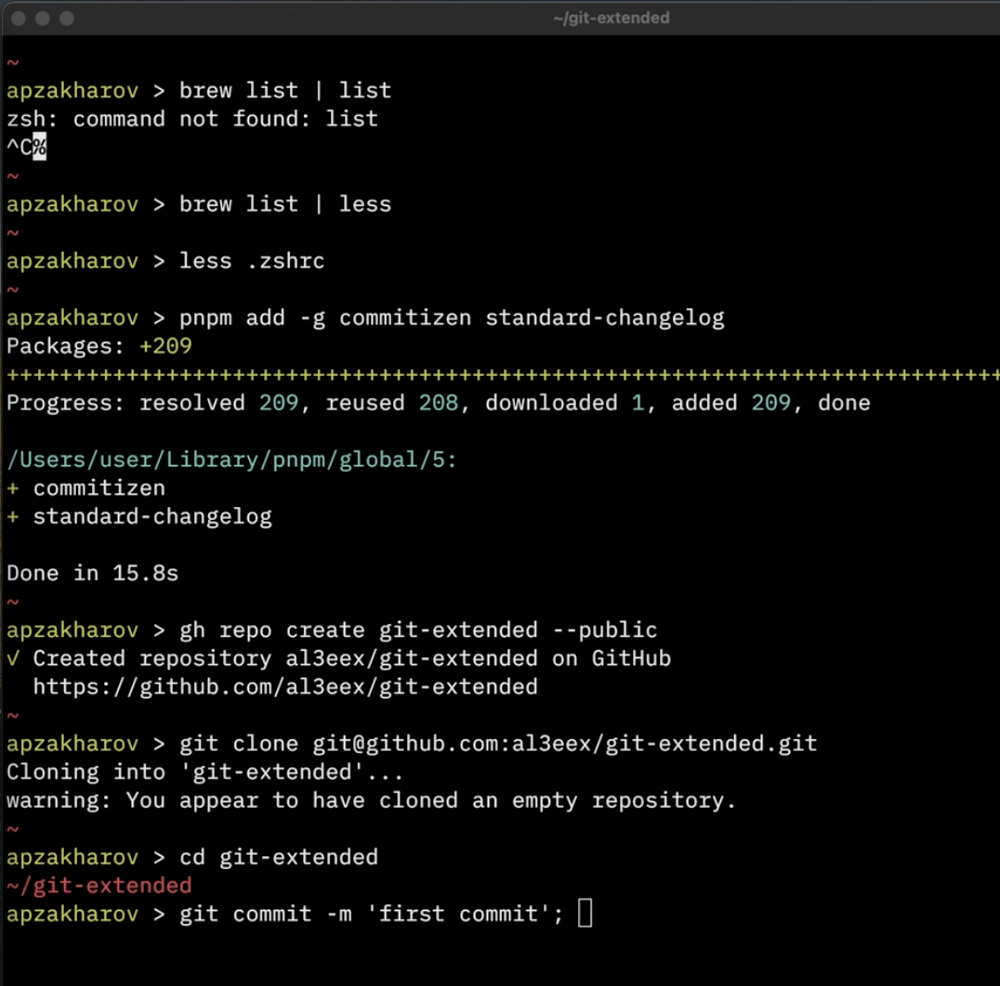 ~/git-extended
~
apzakharov > brew list | list
zsh: command not found: list
^C%
~
apzakharov > brew list | less
~
apzakharov > less .zshrc
~
apzakharov > pnpm add -g commitizen standard-changelog
Packages: +209
+++++++++++++++++++++++++++++++++++++++++++++++++++++++++++++++++++++++++++
Progress: resolved 209, reused 208, downloaded 1, added 209, done
/Users/user/Library/pnpm/global/5:
+ commitizen
+ standard-changelog
Done in 15.8s
~
apzakharov > gh repo create git-extended --public
√ Created repository al3eex/git-extended on GitHub
https://github.com/al3eex/git-extended
~
apzakharov > git clone git@github.com:al3eex/git-extended.git
Cloning into 'git-extended'...
warning: You appear to have cloned an empty repository.
~
apzakharov > cd git-extended
~/git-extended
apzakharov > git commit -m 'first commit';